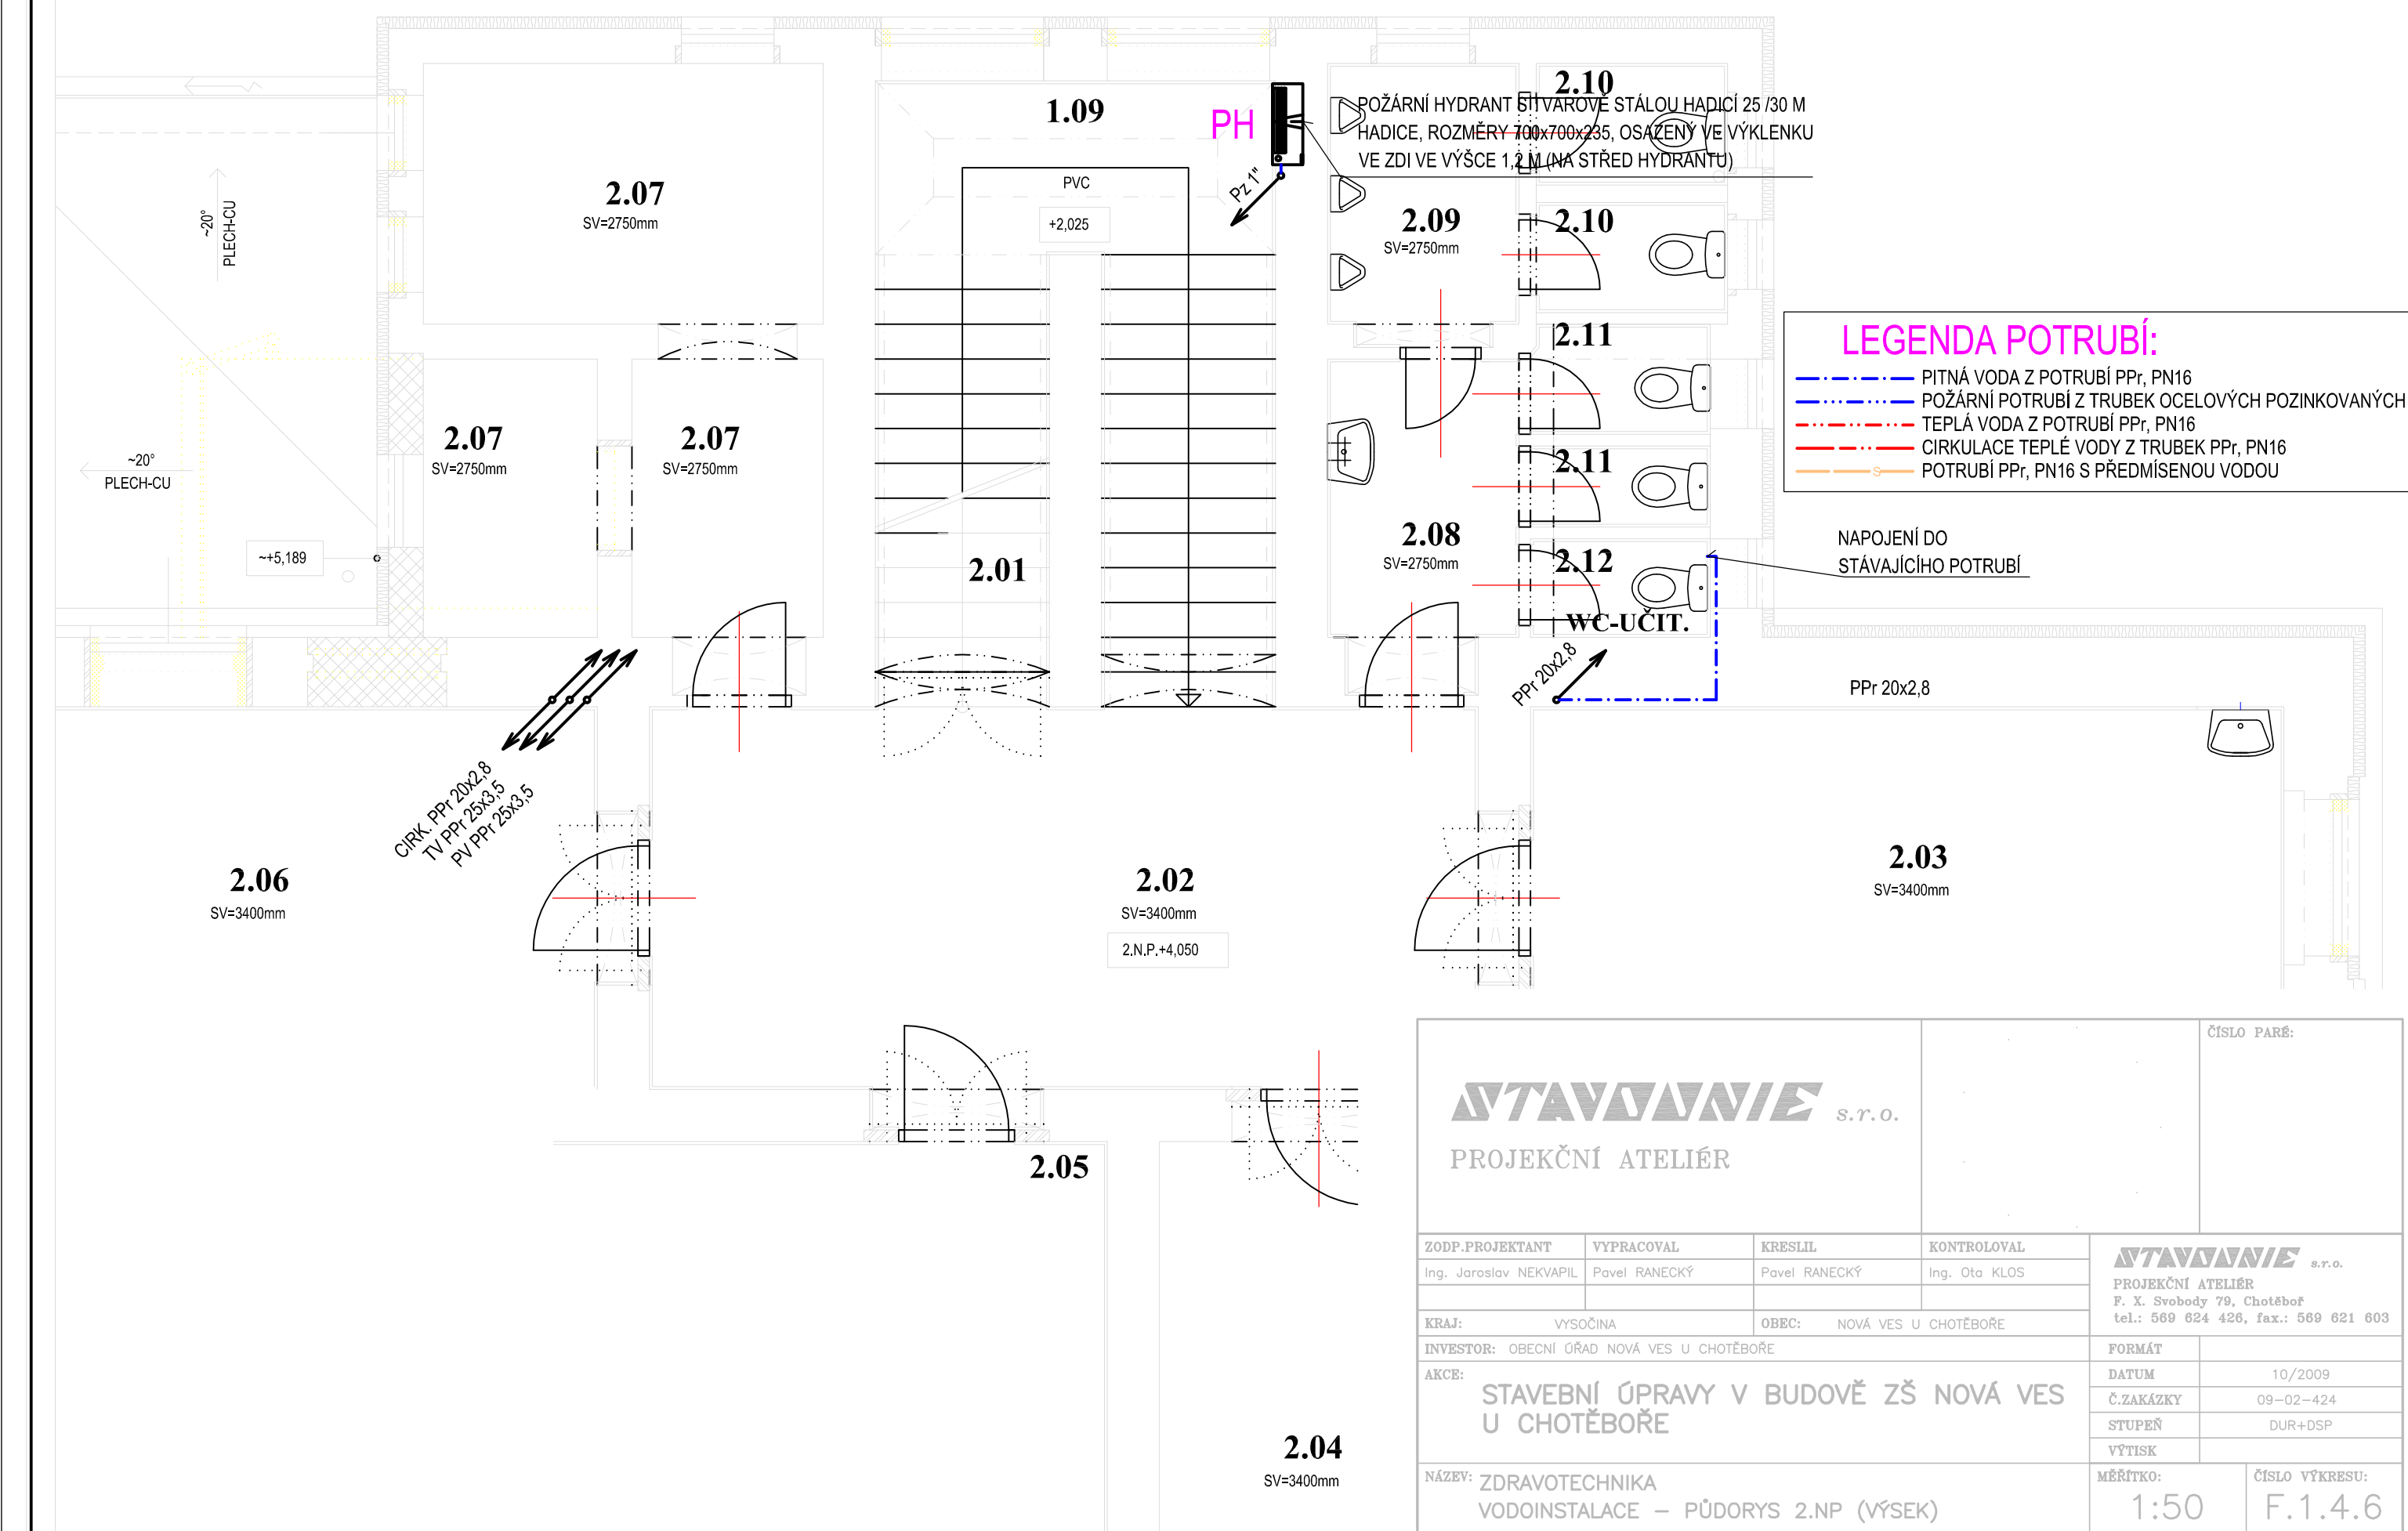 2.10
1.09
PH
POŽÁRNÍ HYDRANT S TVAROVĚ STÁLOU HADICÍ 25 /30 M
HADICE, ROZMĚRY 700x700x235, OSAZENÝ VE VÝKLENKU
VE ZDI VE VÝŠCE 1,2 M (NA STŘED HYDRANTU)
Pz 1"
PVC
+2,025
2.07
SV=2750mm
~20°
PLECH-CU
2.09
SV=2750mm
2.10
2.11
LEGENDA POTRUBÍ:
PITNÁ VODA Z POTRUBÍ PPr, PN16
POŽÁRNÍ POTRUBÍ Z TRUBEK OCELOVÝCH POZINKOVANÝCH
TEPLÁ VODA Z POTRUBÍ PPr, PN16
CIRKULACE TEPLÉ VODY Z TRUBEK PPr, PN16
S POTRUBÍ PPr, PN16 S PŘEDMÍSENOU VODOU
2.07
SV=2750mm
2.07
SV=2750mm
~20°
PLECH-CU
2.11
2.08
SV=2750mm
2.12
WC-UČIT.
NAPOJENÍ DO
STÁVAJÍCÍHO POTRUBÍ
~+5,189
2.01
PPr 20x2,8
PPr 20x2,8
CIRK. PPr 20x2,8
TV PPr 25x3,5
PV PPr 25x3,5
2.06
SV=3400mm
2.02
SV=3400mm
2.N.P.+4,050
2.03
SV=3400mm
2.05
2.04
SV=3400mm
ČÍSLO PARÉ:
STAVOONIE s.r.o.
PROJEKČNÍ ATELIÉR
ZODP.PROJEKTANT VYPRACOVAL KRESLIL KONTROLOVAL
Ing. Jaroslav NEKVAPIL Pavel RANECKÝ Pavel RANECKÝ Ing. Ota KLOS
STAVOONIE s.r.o.
PROJEKČNÍ ATELIÉR
F. X. Svobody 79, Chotěboř
tel.: 569 624 426, fax.: 569 621 603
KRAJ: VYSOČINA OBEC: NOVÁ VES U CHOTĚBOŘE
INVESTOR: OBECNÍ ÚŘAD NOVÁ VES U CHOTĚBOŘE
FORMÁT
AKCE: STAVEBNÍ ÚPRAVY V BUDOVĚ ZŠ NOVÁ VES
U CHOTĚBOŘE
DATUM 10/2009
Č.ZAKÁZKY 09-02-424
STUPEŇ DUR+DSP
VÝTISK
NÁZEV: ZDRAVOTECHNIKA
VODOINSTALACE – PŮDORYS 2.NP (VÝSEK)
MĚŘÍTKO:
1:50
ČÍSLO VÝKRESU:
F.1.4.6